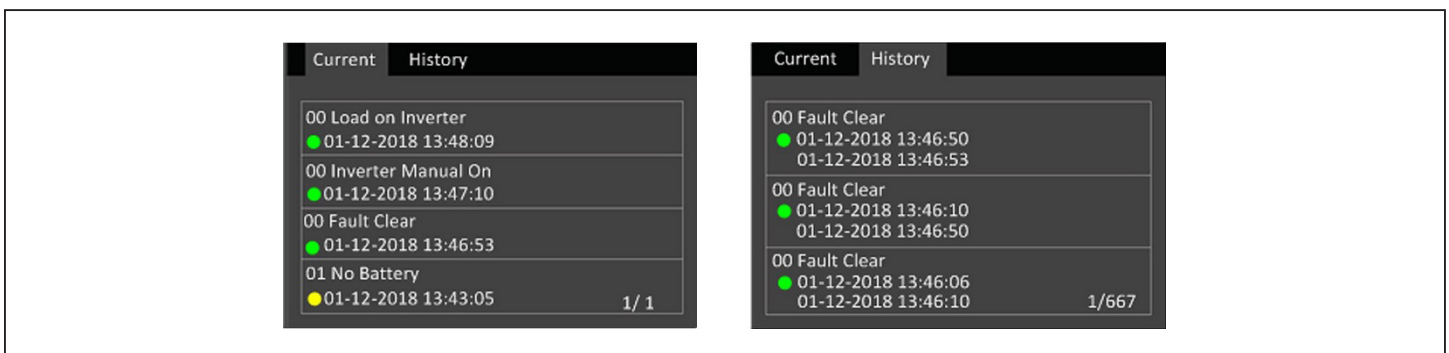 Current History
00 Load on Inverter
01-12-2018 13:48:09
00 Inverter Manual On
01-12-2018 13:47:10
00 Fault Clear
01-12-2018 13:46:53
01 No Battery
01-12-2018 13:43:05 1/ 1
Current History
00 Fault Clear
01-12-2018 13:46:50
01-12-2018 13:46:53
00 Fault Clear
01-12-2018 13:46:10
01-12-2018 13:46:50
00 Fault Clear
01-12-2018 13:46:06
01-12-2018 13:46:10 1/667